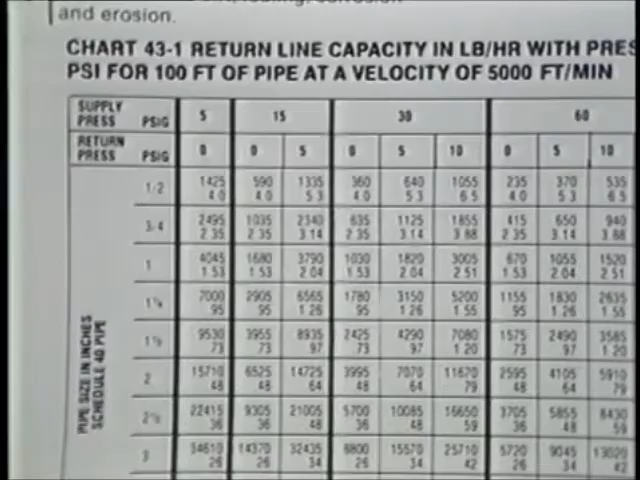 and erosion.
CHART 43-1 RETURN LINE CAPACITY IN LB/HR WITH
PSI FOR 100 FT OF PIPE AT A VELOCITY OF 5000 FT/MIN
SUPPLY PRESS PSIG 5 15 30 60
RETURN PRESS PSIG 0 0 5 0 5 10 0 5 10
1/2 1425 590 1335 360 640 1055 235 370 535
4.0 4.0 5.3 4.0 5.3 6.5 4.0 5.3 6.5
3/4 2495 1035 2340 635 1125 1855 415 650 940
2.35 2.35 3.14 2.35 3.14 3.88 2.35 3.14 3.88
1 4045 1680 3790 1030 1820 3005 670 1055 1520
1.53 1.53 2.04 1.53 2.04 2.51 1.53 2.04 2.51
1¼ 7000 2905 6565 1780 3150 5200 1155 1830 2635
95 95 1.26 95 1.26 1.55 95 1.26 1.55
1½ 9530 3955 8935 2425 4290 7080 1575 2490 3585
73 73 97 73 97 1.20 73 97 1.20
2 15710 6525 14725 3995 7070 11670 2595 4105 5910
48 48 64 48 64 79 48 64 79
2½ 22415 9305 21005 5700 10085 16650 3705 5855 8430
36 36 48 36 48 59 36 48 59
3 34610 14370 32435 8800 15570 25710 5720 9045 13020
26 26 34 26 34 42 26 34 42
PIPE SIZE IN INCHES
SCHEDULE 40 PIPE